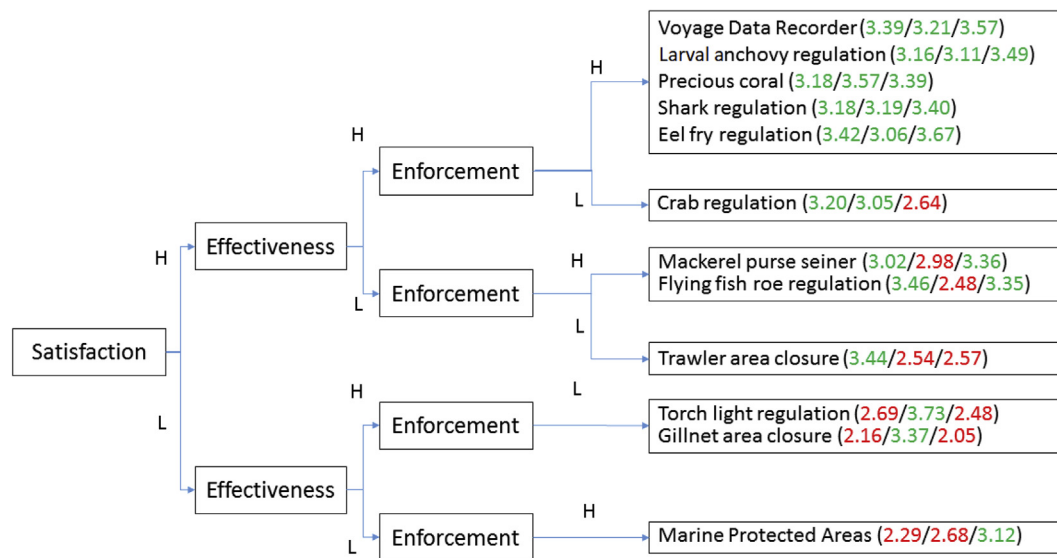 Voyage Data Recorder (3.39/3.21/3.57)
Larval anchovy regulation (3.16/3.11/3.49)
H
Precious coral (3.18/3.57/3.39)
Shark regulation (3.18/3.19/3.40)
Eel fry regulation (3.42/3.06/3.67)
H
Enforcement
L
Crab regulation (3.20/3.05/2.64)
Effectiveness
H
H
Mackerel purse seiner (3.02/2.98/3.36)
Flying fish roe regulation (3.46/2.48/3.35)
L
Enforcement
L
Satisfaction
Trawler area closure (3.44/2.54/2.57)
H
L
L
Torch light regulation (2.69/3.73/2.48)
Gillnet area closure (2.16/3.37/2.05)
Enforcement
Effectiveness
H
L
Enforcement
Marine Protected Areas (2.29/2.68/3.12)